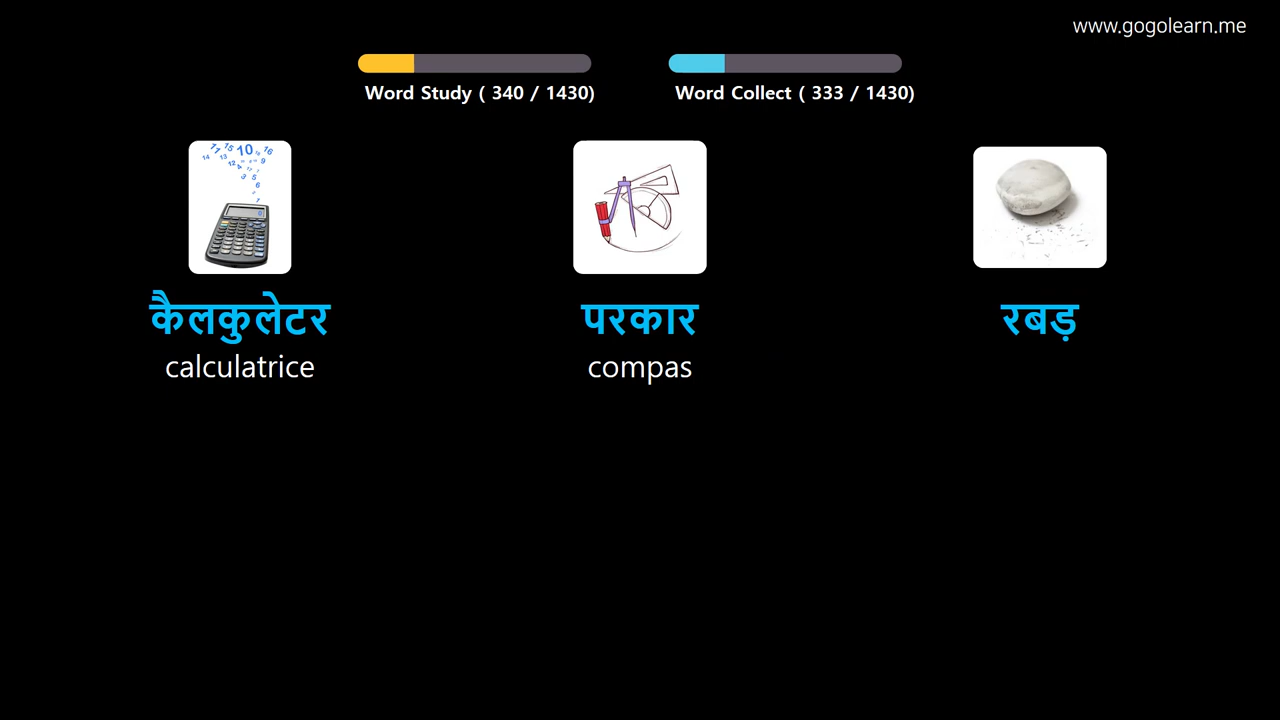 www.gogolearn.me
Word Study ( 340 / 1430)
Word Collect ( 333 / 1430)
कैलकुलेटर
calculatrice
परकार
compas
रबड़